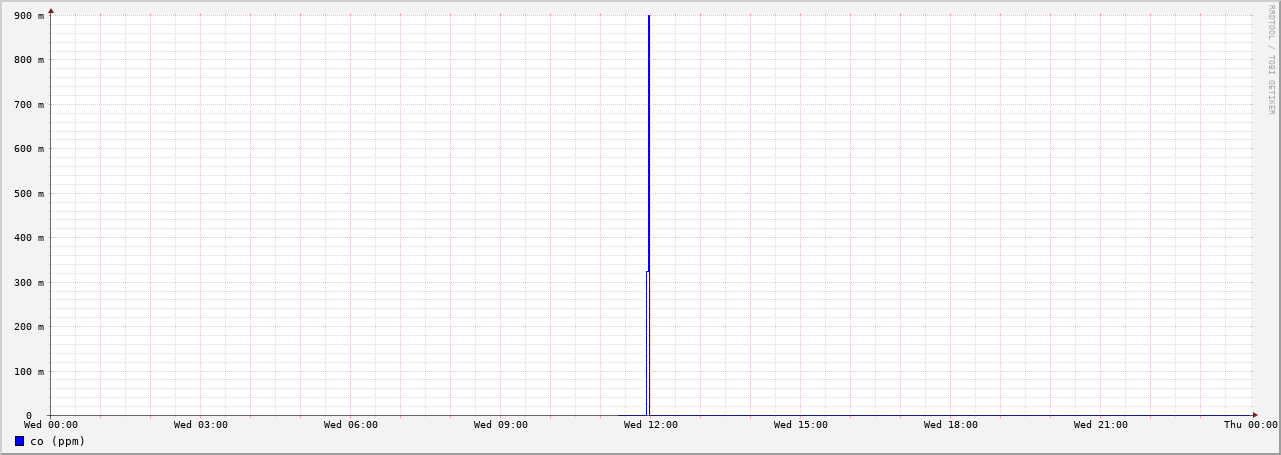 900 m
800 m
700 m
600 m
500 m
400 m
300 m
200 m
100 m
0
Wed 00:00 Wed 03:00 Wed 06:00 Wed 09:00 Wed 12:00 Wed 15:00 Wed 18:00 Wed 21:00 Thu 00:00
co (ppm)
RRDTOOL / TOBI OETIKER